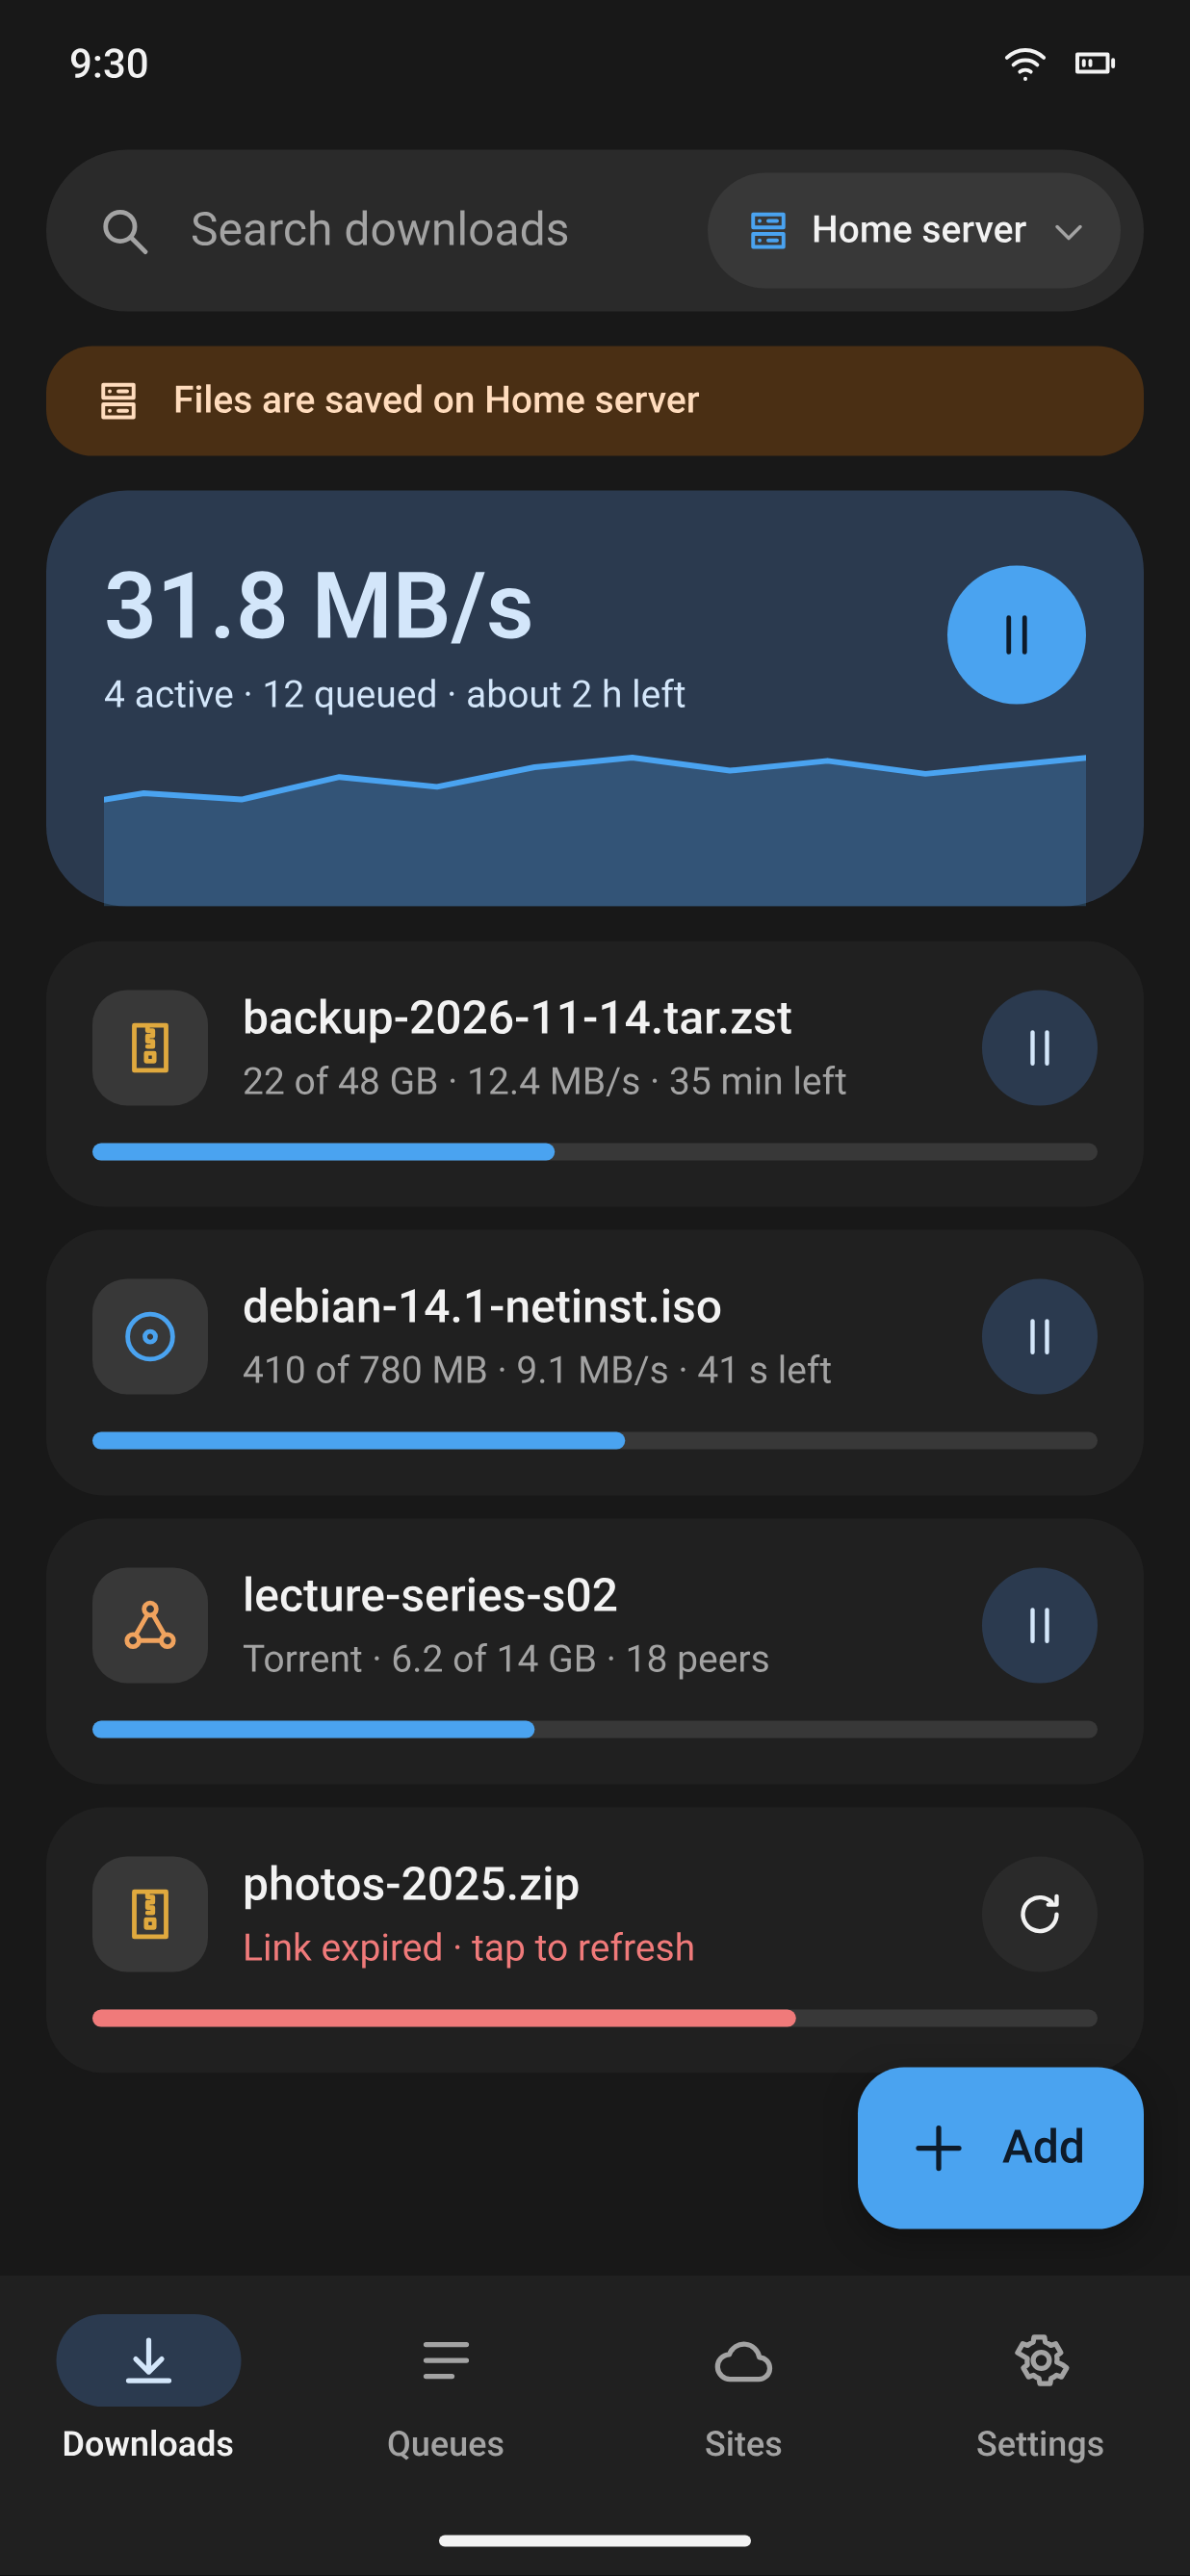 9:30
Search downloads
Home server
Files are saved on Home server
31.8 MB/s
4 active · 12 queued · about 2 h left
backup-2026-11-14.tar.zst
22 of 48 GB · 12.4 MB/s · 35 min left
debian-14.1-netinst.iso
410 of 780 MB · 9.1 MB/s · 41 s left
lecture-series-s02
Torrent · 6.2 of 14 GB · 18 peers
photos-2025.zip
Link expired · tap to refresh
Add
Downloads
Queues
Sites
Settings